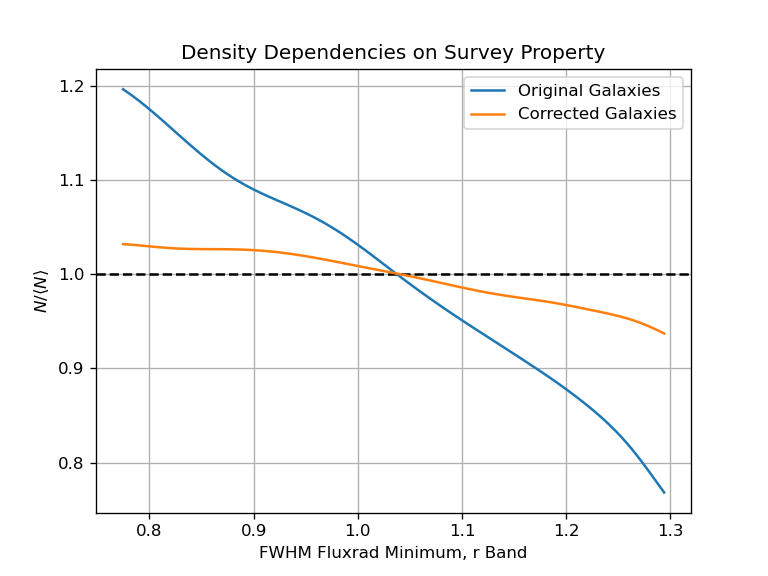 Density Dependencies on Survey Property
Original Galaxies
Corrected Galaxies
N/⟨N⟩
1.2
1.1
1.0
0.9
0.8
0.8 0.9 1.0 1.1 1.2 1.3
FWHM Fluxrad Minimum, r Band